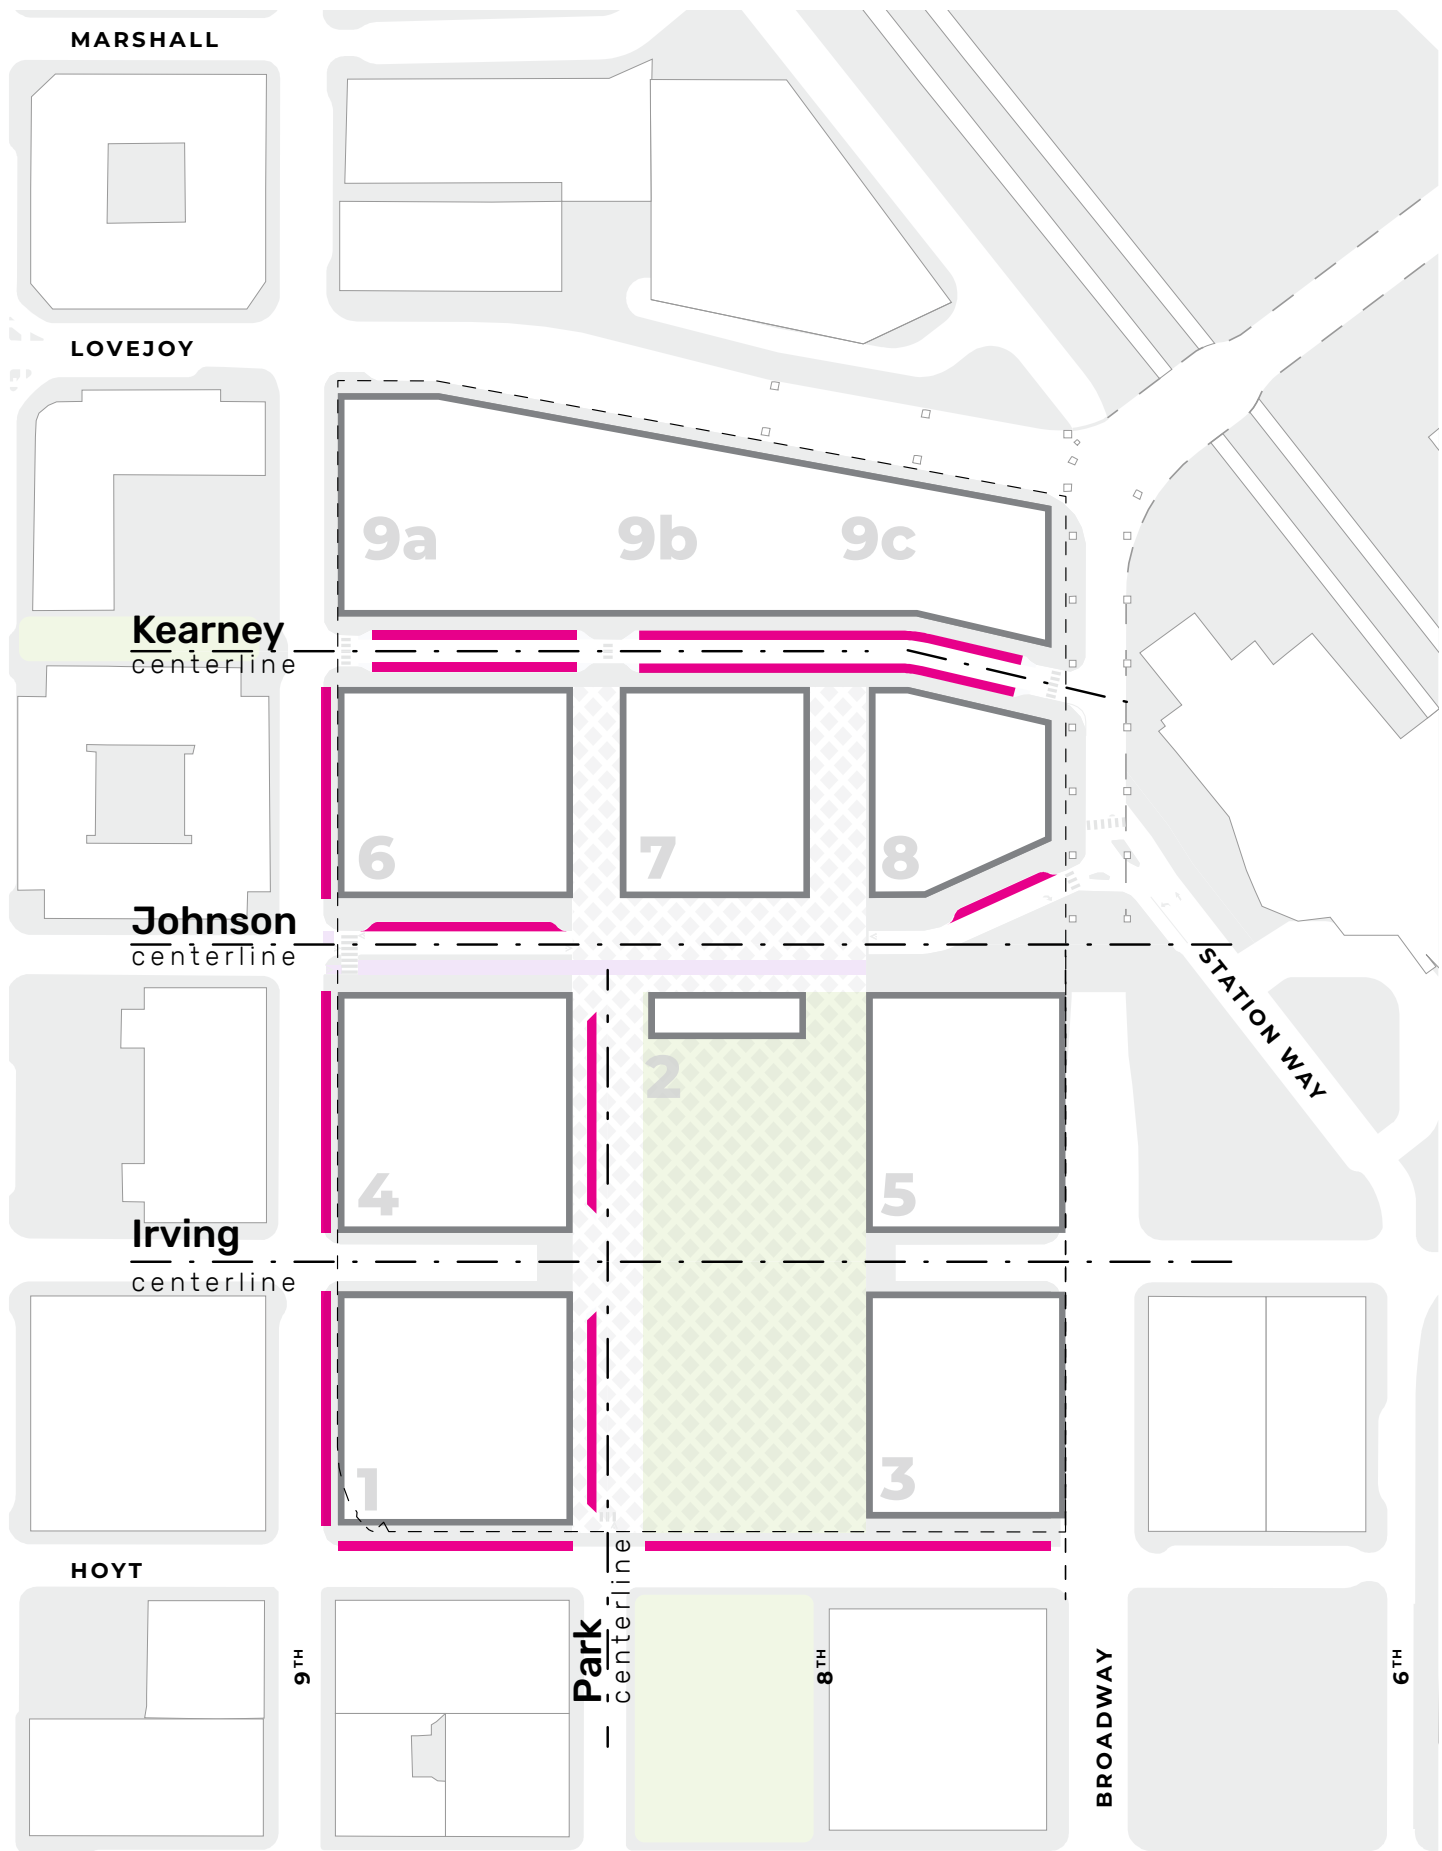 MARSHALL
LOVEJOY
9a
9b
9c
Kearney
centerline
6
7
8
Johnson
centerline
STATION WAY
2
4
5
Irving
centerline
1
3
HOYT
9TH
Park
centerline
8TH
BROADWAY
6TH